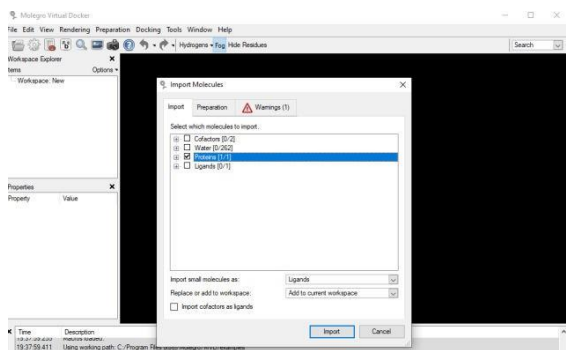 Molegro Virtual Docker
File Edit View Rendering Preparation Docking Tools Window Help
Hydrogens Fog Hide Residues
Search
Workspace Explorer
Items Options
Workspace: New
Properties
Property Value
Import Molecules
Import Preparation Warnings (1)
Select which molecules to import.
Cofactors [0/2]
Water [0/262]
Proteins [1/1]
Ligands [0/1]
Import small molecules as: Ligands
Replace or add to workspace: Add to current workspace
Import cofactors as ligands
Import Cancel
Time Description
Macros loaded.
19:37:59.411 Using working path: C:/Program Files